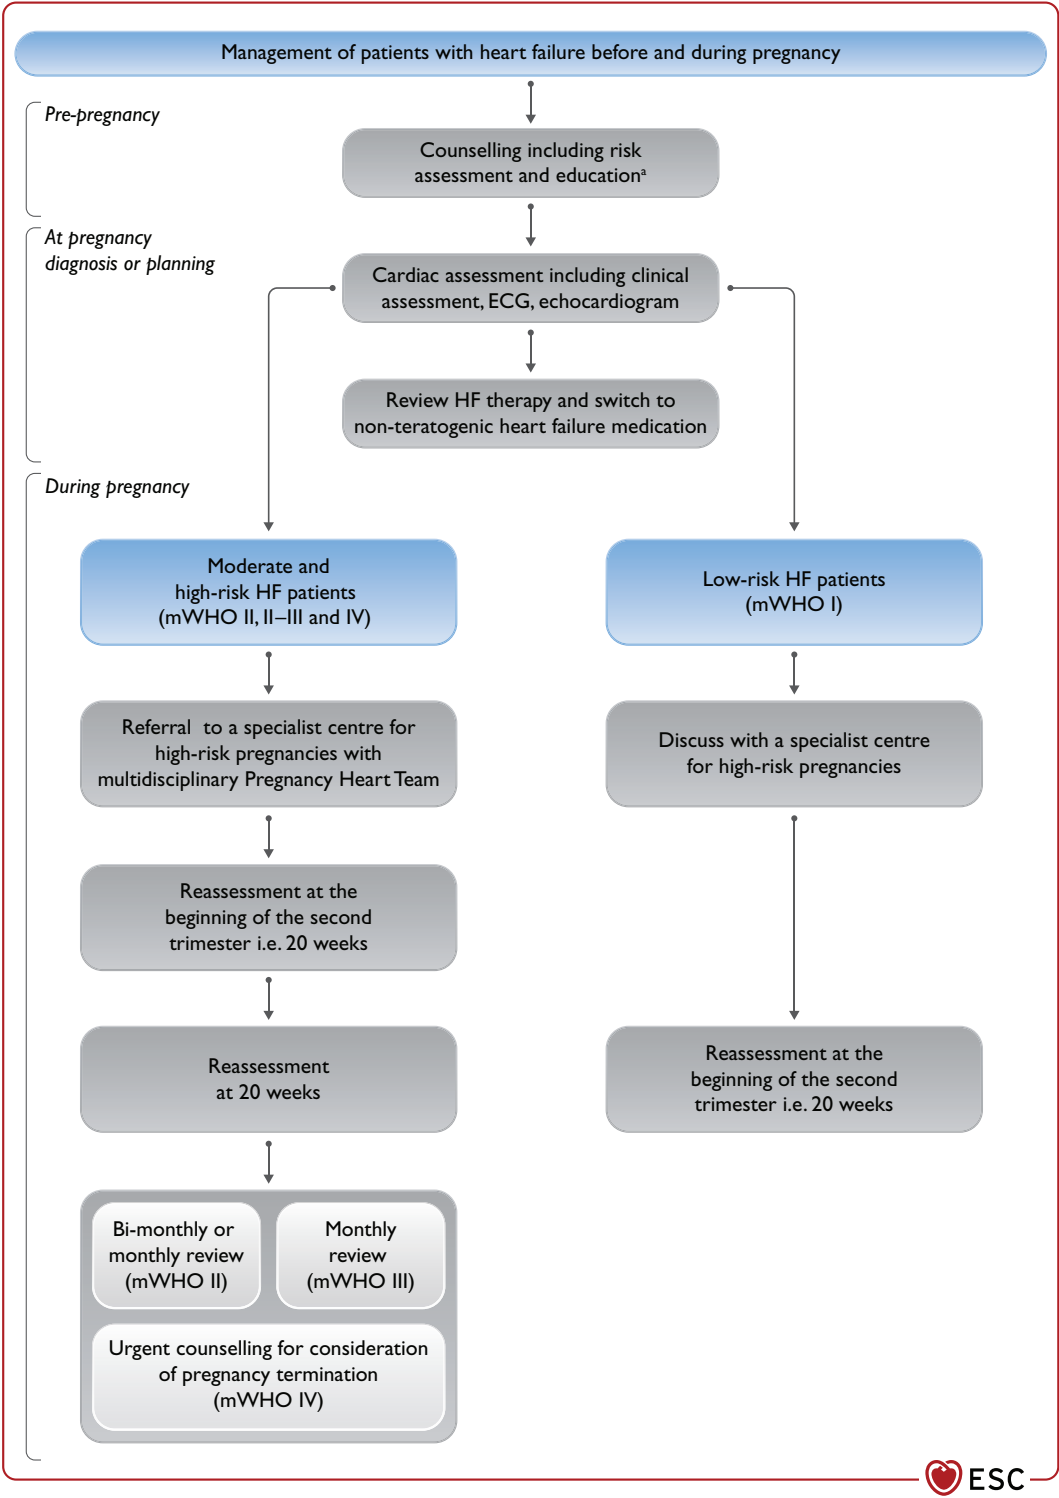 Management of patients with heart failure before and during pregnancy
Pre-pregnancy
Counselling including risk
assessment and educationᵃ
At pregnancy
diagnosis or planning
Cardiac assessment including clinical
assessment, ECG, echocardiogram
Review HF therapy and switch to
non-teratogenic heart failure medication
During pregnancy
Moderate and
high-risk HF patients
(mWHO II, II–III and IV)
Low-risk HF patients
(mWHO I)
Referral to a specialist centre for
high-risk pregnancies with
multidisciplinary Pregnancy Heart Team
Discuss with a specialist centre
for high-risk pregnancies
Reassessment at the
beginning of the second
trimester i.e. 20 weeks
Reassessment
at 20 weeks
Reassessment at the
beginning of the second
trimester i.e. 20 weeks
Bi-monthly or
monthly review
(mWHO II)
Monthly
review
(mWHO III)
Urgent counselling for consideration
of pregnancy termination
(mWHO IV)
ESC